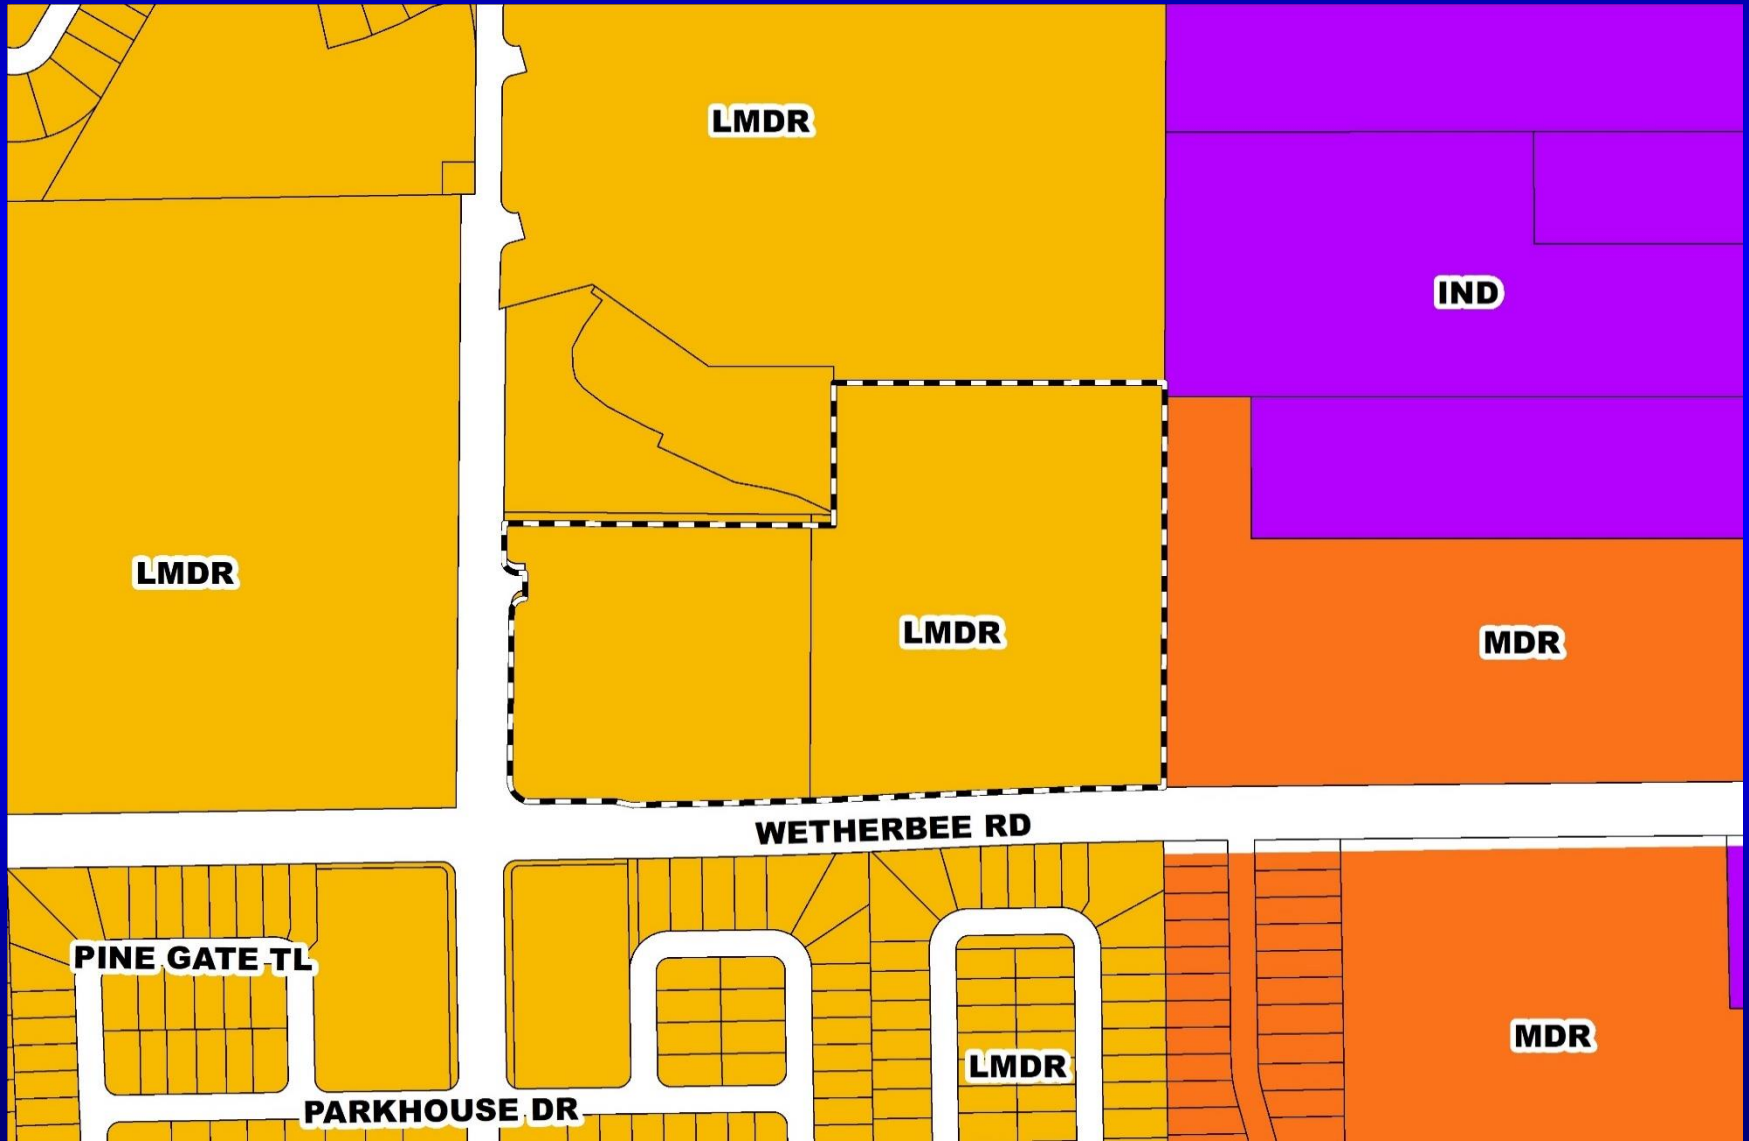 LMDR
IND
LMDR
LMDR
MDR
WETHERBEE RD
PINE GATE TL
MDR
LMDR
PARKHOUSE DR